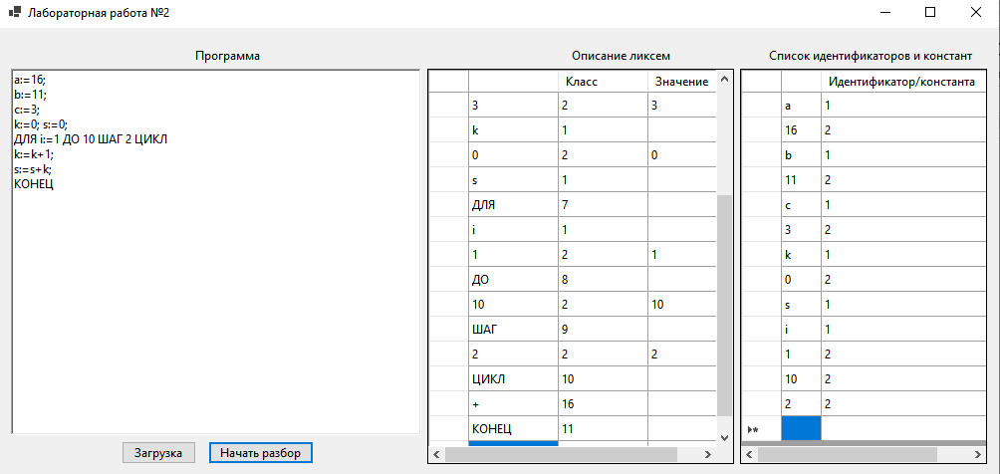 Лабораторная работа №2
Программа
a:=16;
b:=11;
c:=3;
k:=0; s:=0;
ДЛЯ i:=1 ДО 10 ШАГ 2 ЦИКЛ
k:=k+1;
s:=s+k;
КОНЕЦ
Загрузка
Начать разбор
Описание ликсем
Класс Значение
3 2 3
k 1
0 2 0
s 1
ДЛЯ 7
i 1
1 2 1
ДО 8
10 2 10
ШАГ 9
2 2 2
ЦИКЛ 10
+ 16
КОНЕЦ 11
Список идентификаторов и констант
Идентификатор/константа
a 1
16 2
b 1
11 2
c 1
3 2
k 1
0 2
s 1
i 1
1 2
10 2
2 2